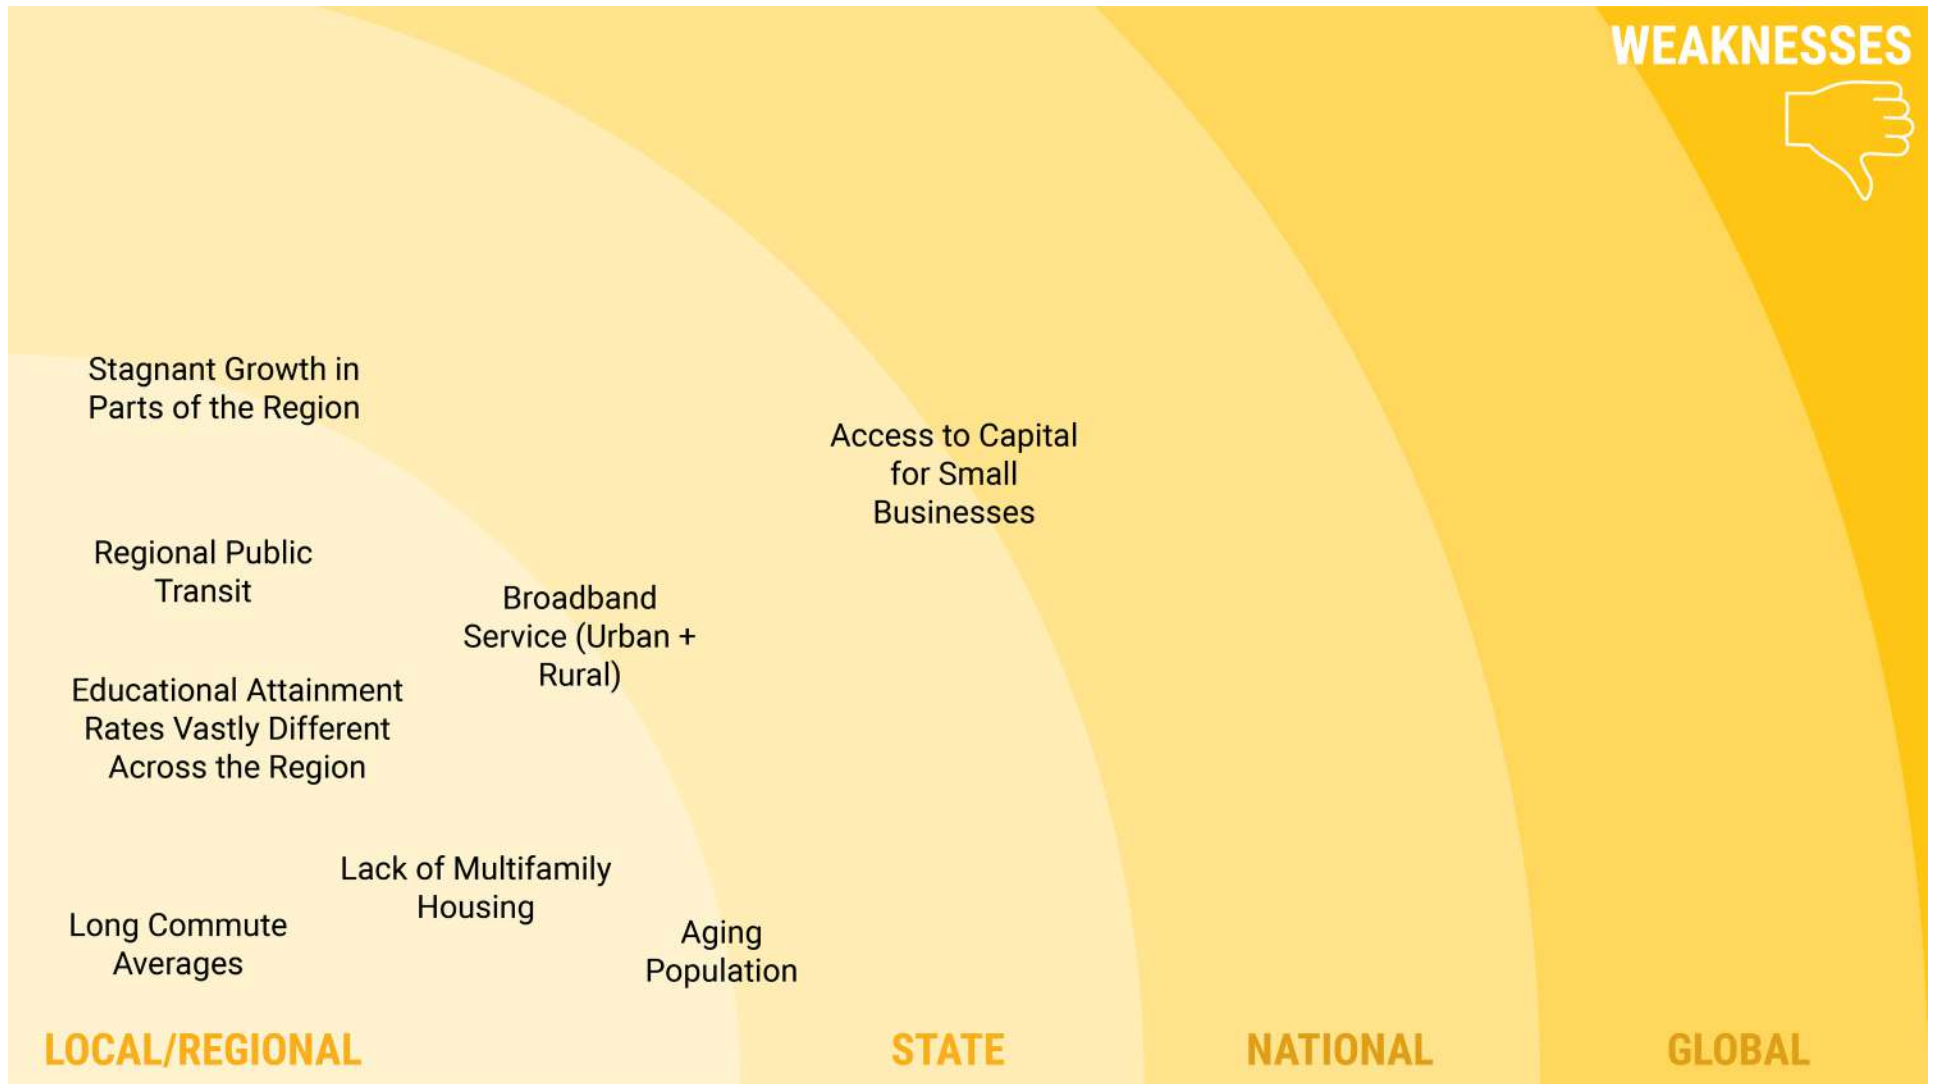 WEAKNESSES
Stagnant Growth in
Parts of the Region
Access to Capital
for Small
Businesses
Regional Public
Transit
Broadband
Service (Urban +
Rural)
Educational Attainment
Rates Vastly Different
Across the Region
Lack of Multifamily
Housing
Long Commute
Averages
Aging
Population
LOCAL/REGIONAL
STATE
NATIONAL
GLOBAL